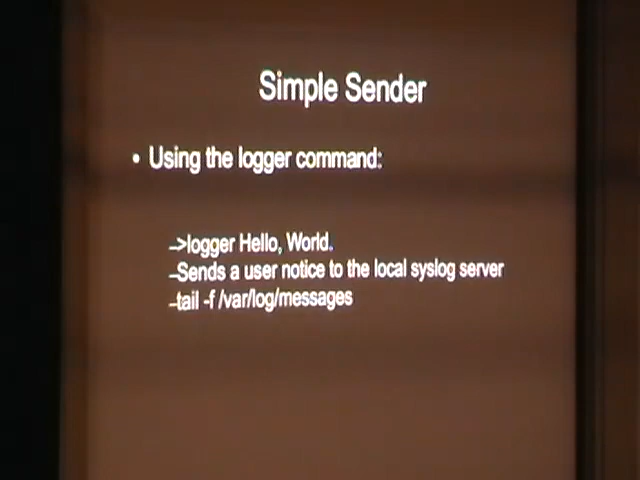 Simple Sender
• Using the logger command:
–>logger Hello, World.
–Sends a user notice to the local syslog server
–tail -f /var/log/messages